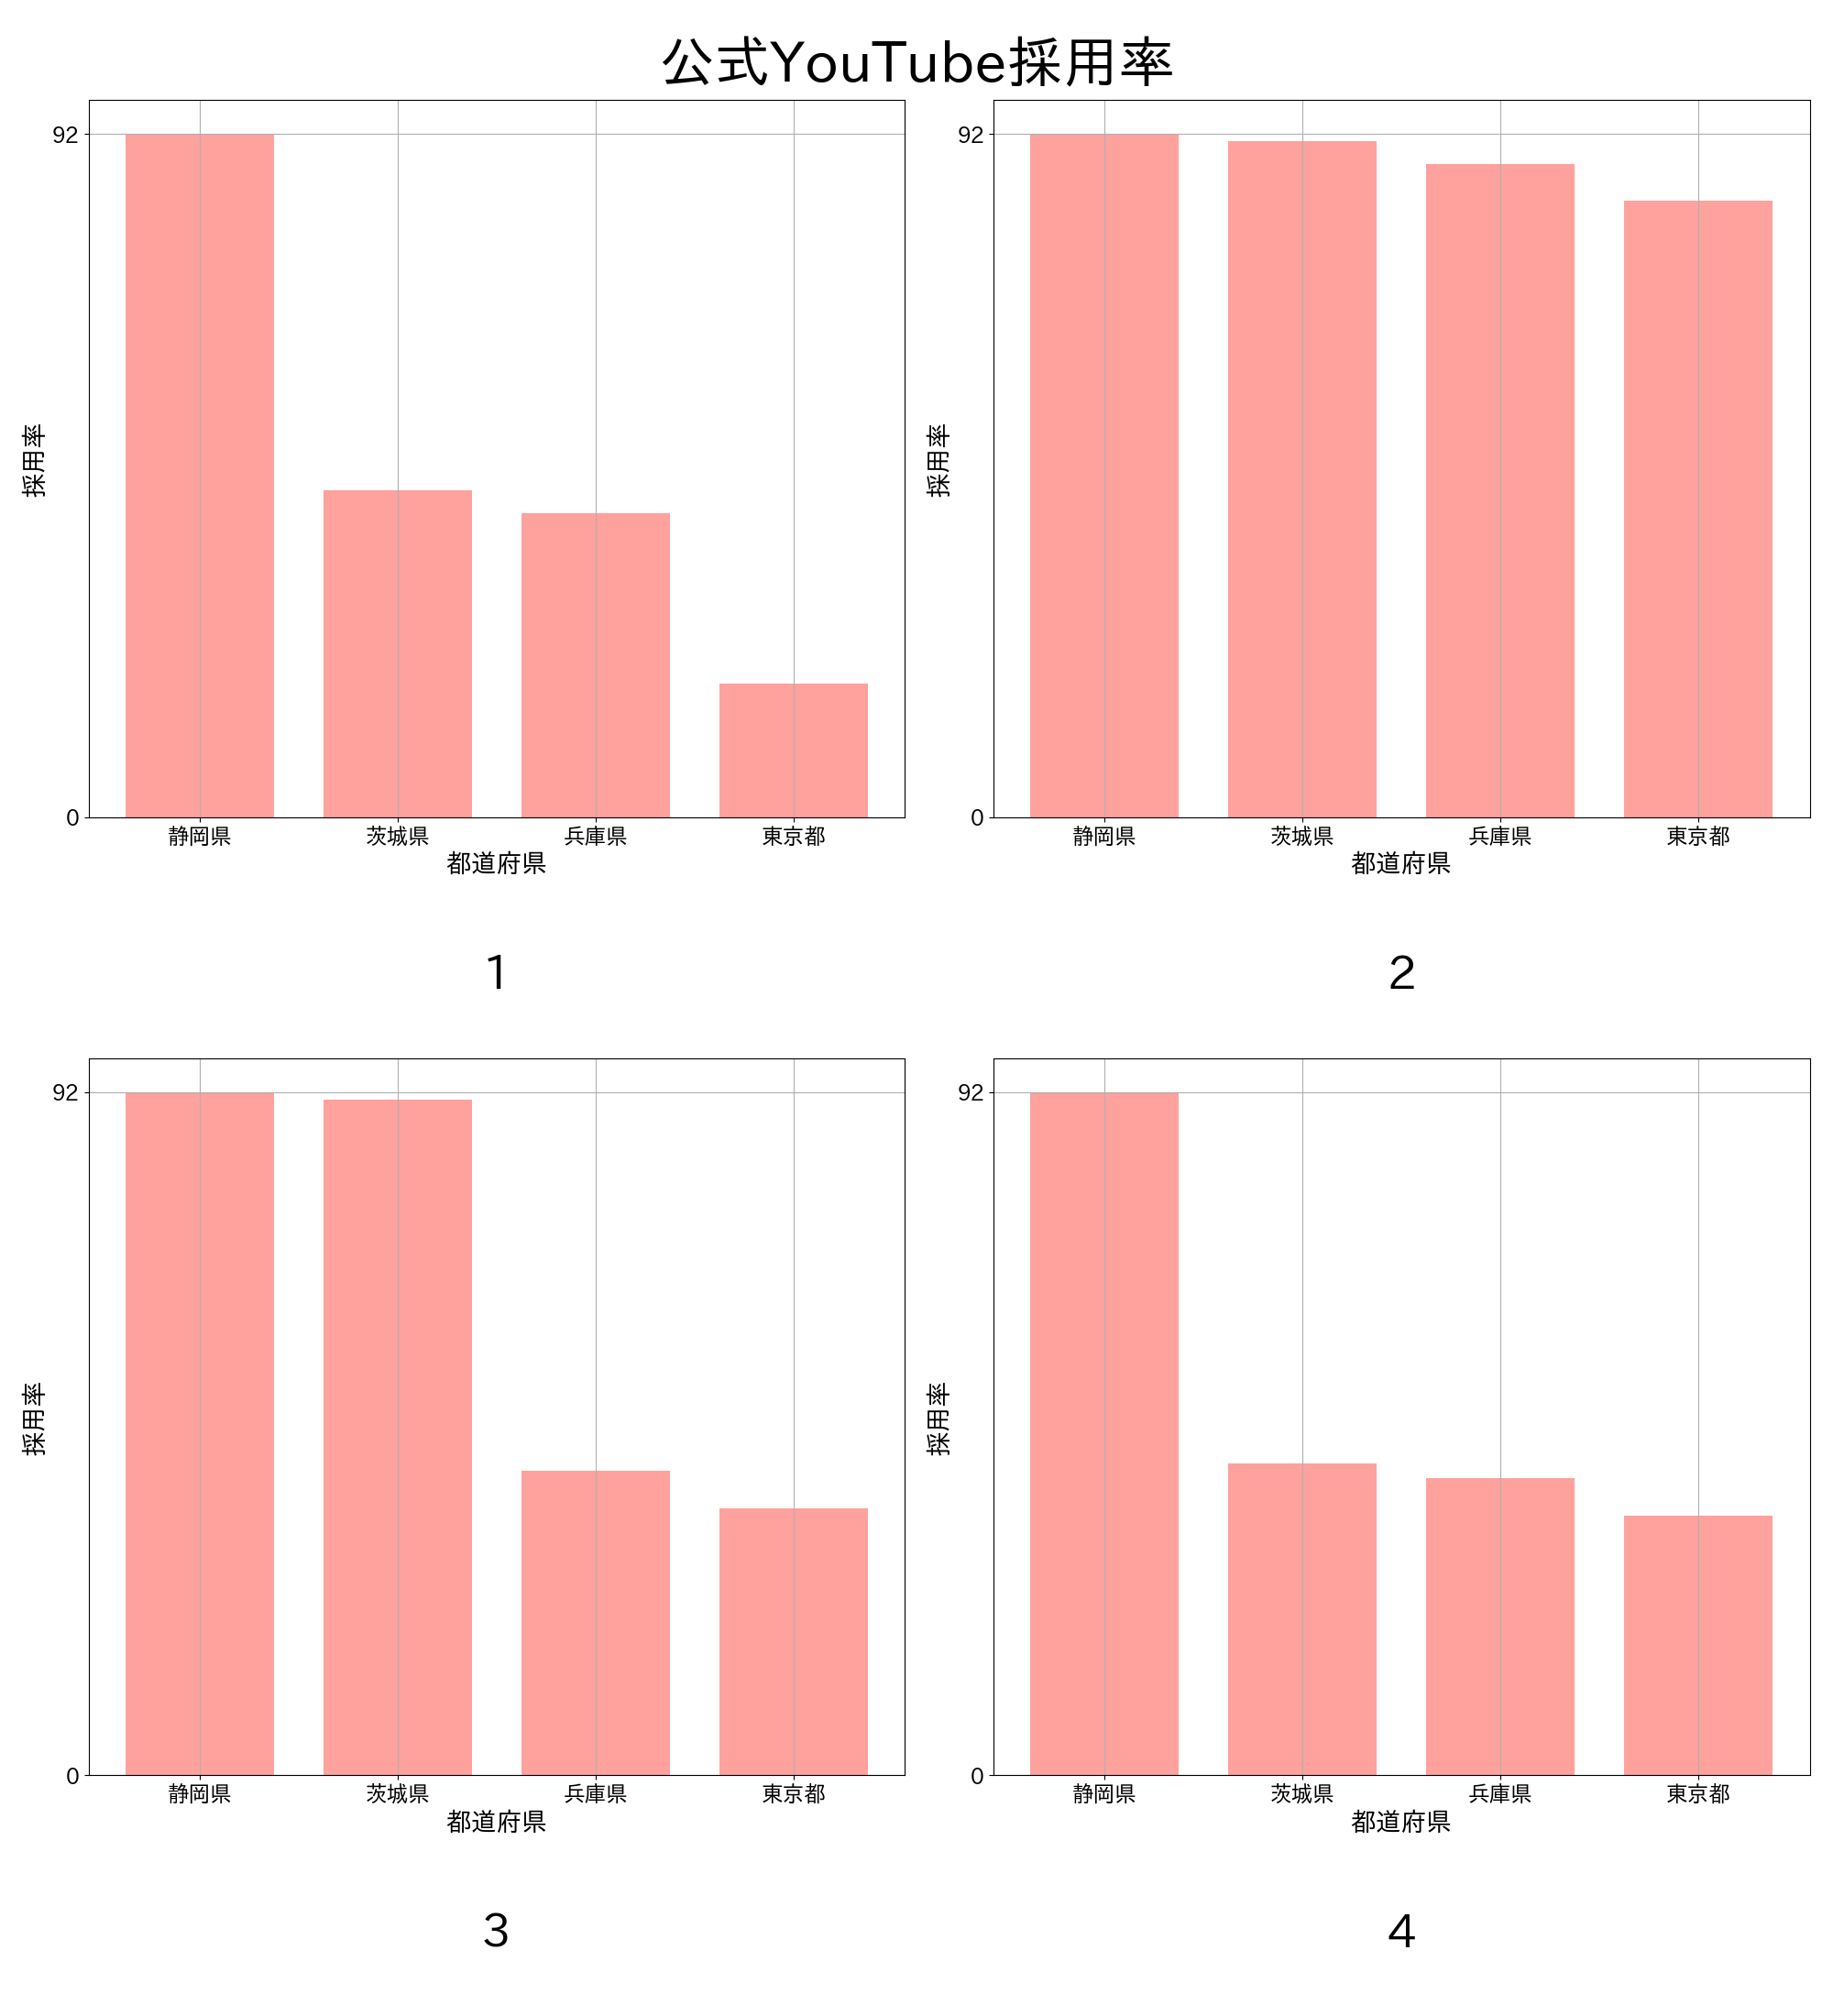 公式YouTube採用率
92
0
採用率
静岡県 茨城県 兵庫県 東京都
都道府県
1
92
0
採用率
静岡県 茨城県 兵庫県 東京都
都道府県
2
92
0
採用率
静岡県 茨城県 兵庫県 東京都
都道府県
3
92
0
採用率
静岡県 茨城県 兵庫県 東京都
都道府県
4